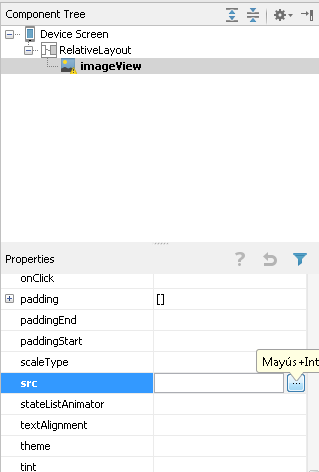 Component Tree
Device Screen
RelativeLayout
imageView
Properties
?
onClick
padding []
paddingEnd
paddingStart
scaleType
Mayús+Int
src
...
stateListAnimator
textAlignment
theme
tint